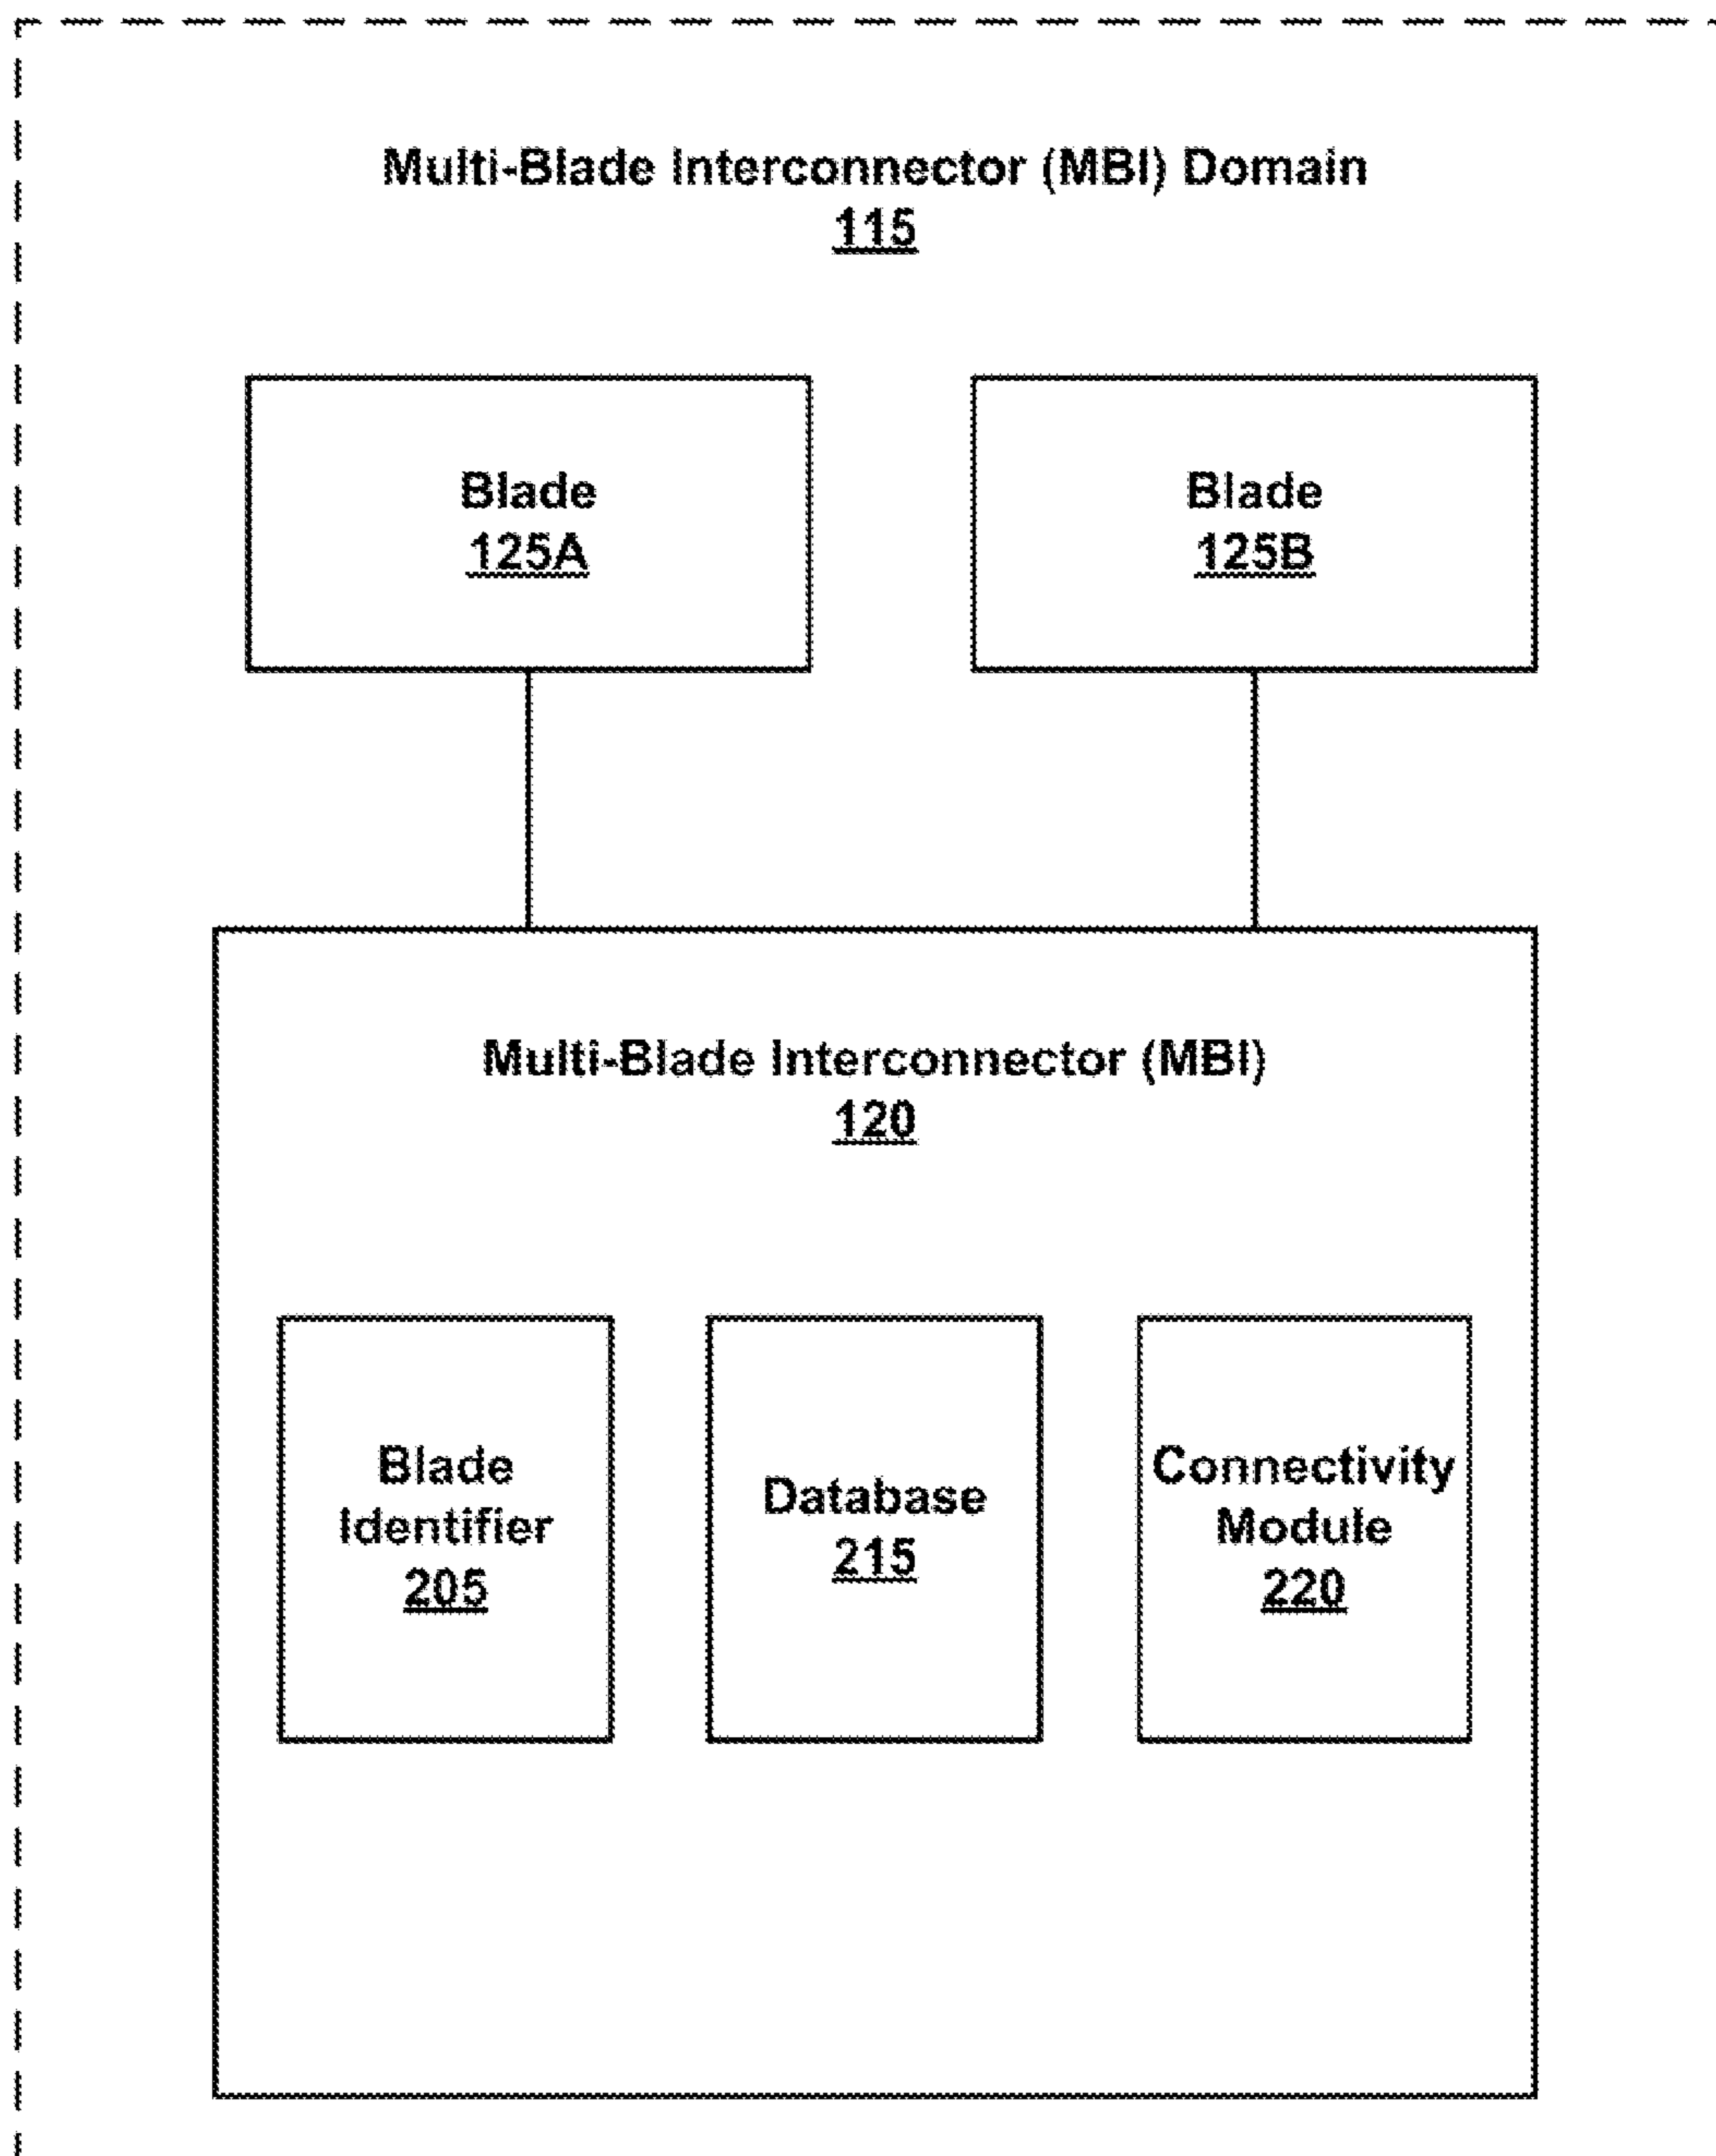 Multi-Blade Interconnector (MBI) Domain
115
Blade
125A
Blade
125B
Multi-Blade Interconnector (MBI)
120
Blade
Identifier
205
Database
215
Connectivity
Module
220